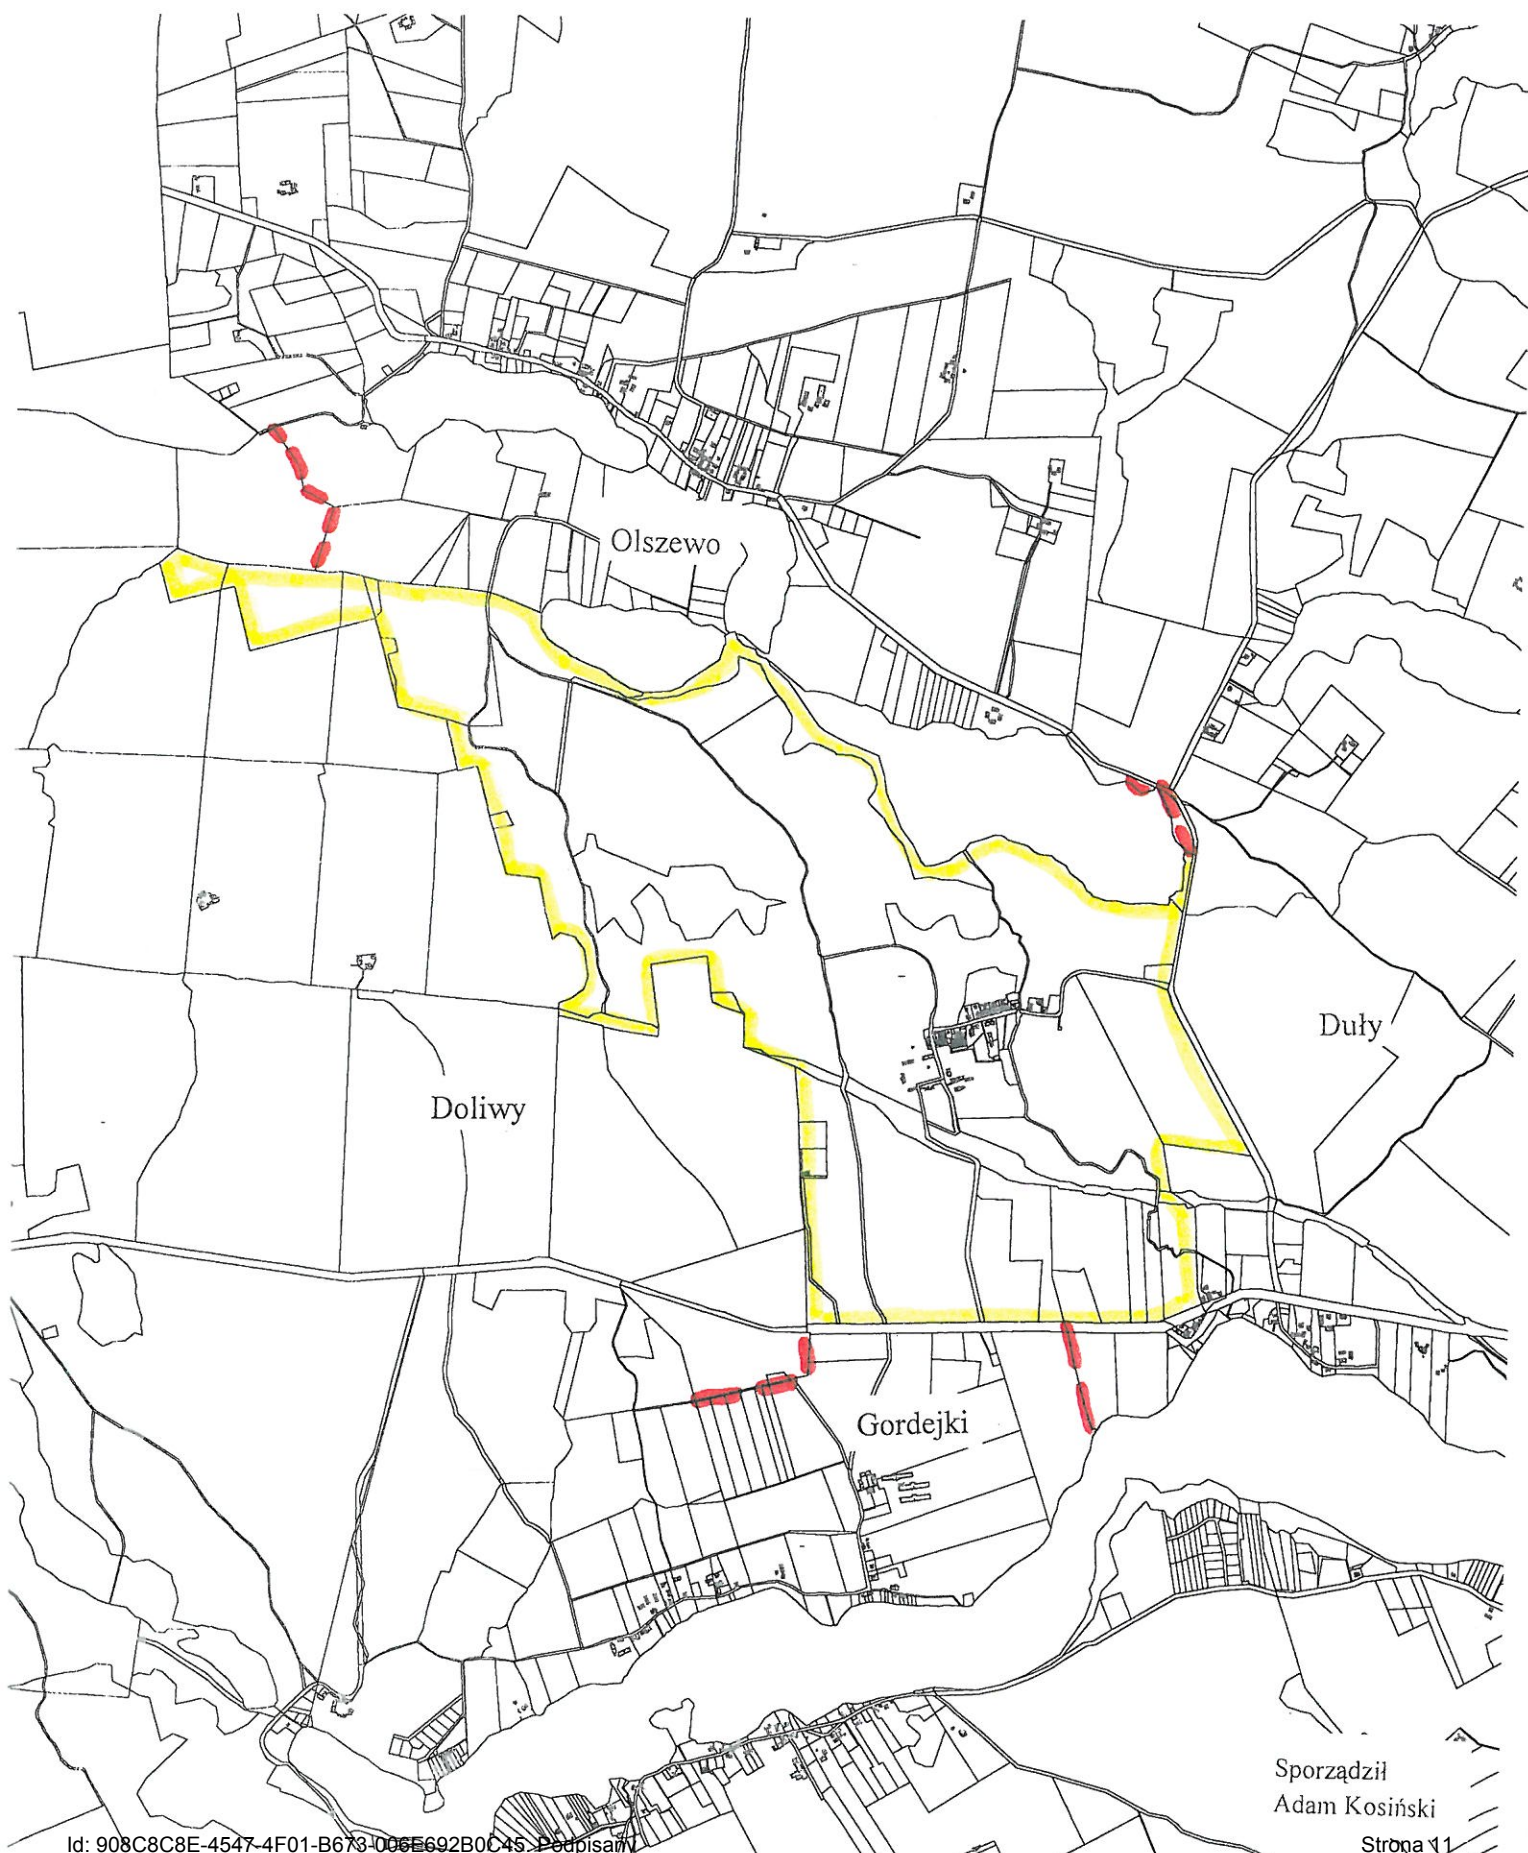 Olszewo
Duły
Doliwy
Gordejki
Sporządził
Adam Kosiński
Id: 908C8C8E-4547-4F01-B673-006E692B0C45. Podpisany
Strona 11